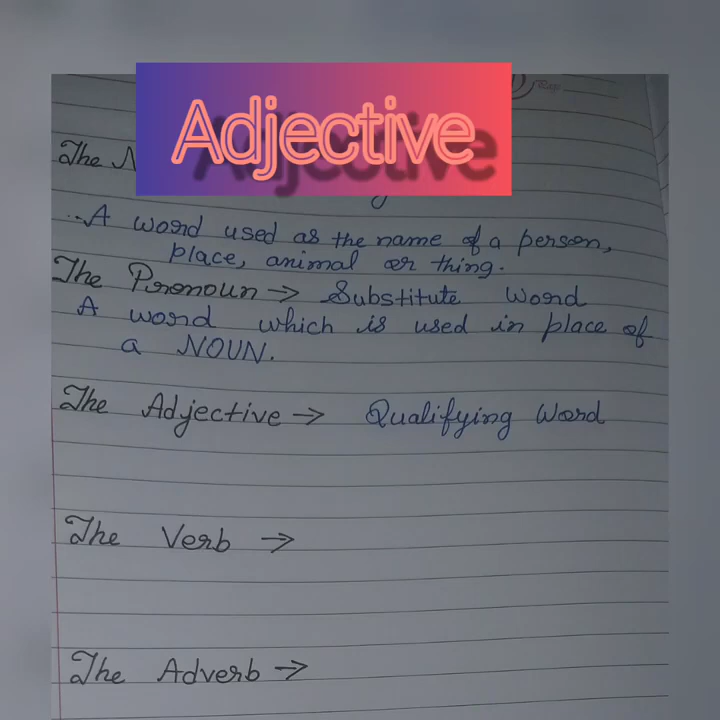 Adjective
The N
A word used as the name of a person,
place, animal or thing.
The Pronoun → Substitute Word
A word which is used in place of
a NOUN.
The Adjective → Qualifying Word
The Verb →
The Adverb →